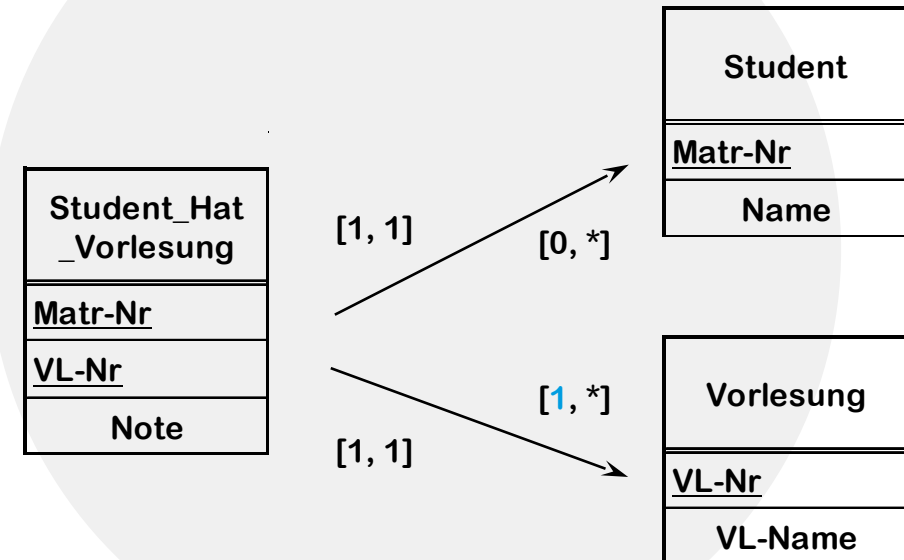 Student
Matr-Nr
Name
Student_Hat
_Vorlesung
Matr-Nr
VL-Nr
Note
[1, 1]
[0, *]
[1, *]
[1, 1]
Vorlesung
VL-Nr
VL-Name